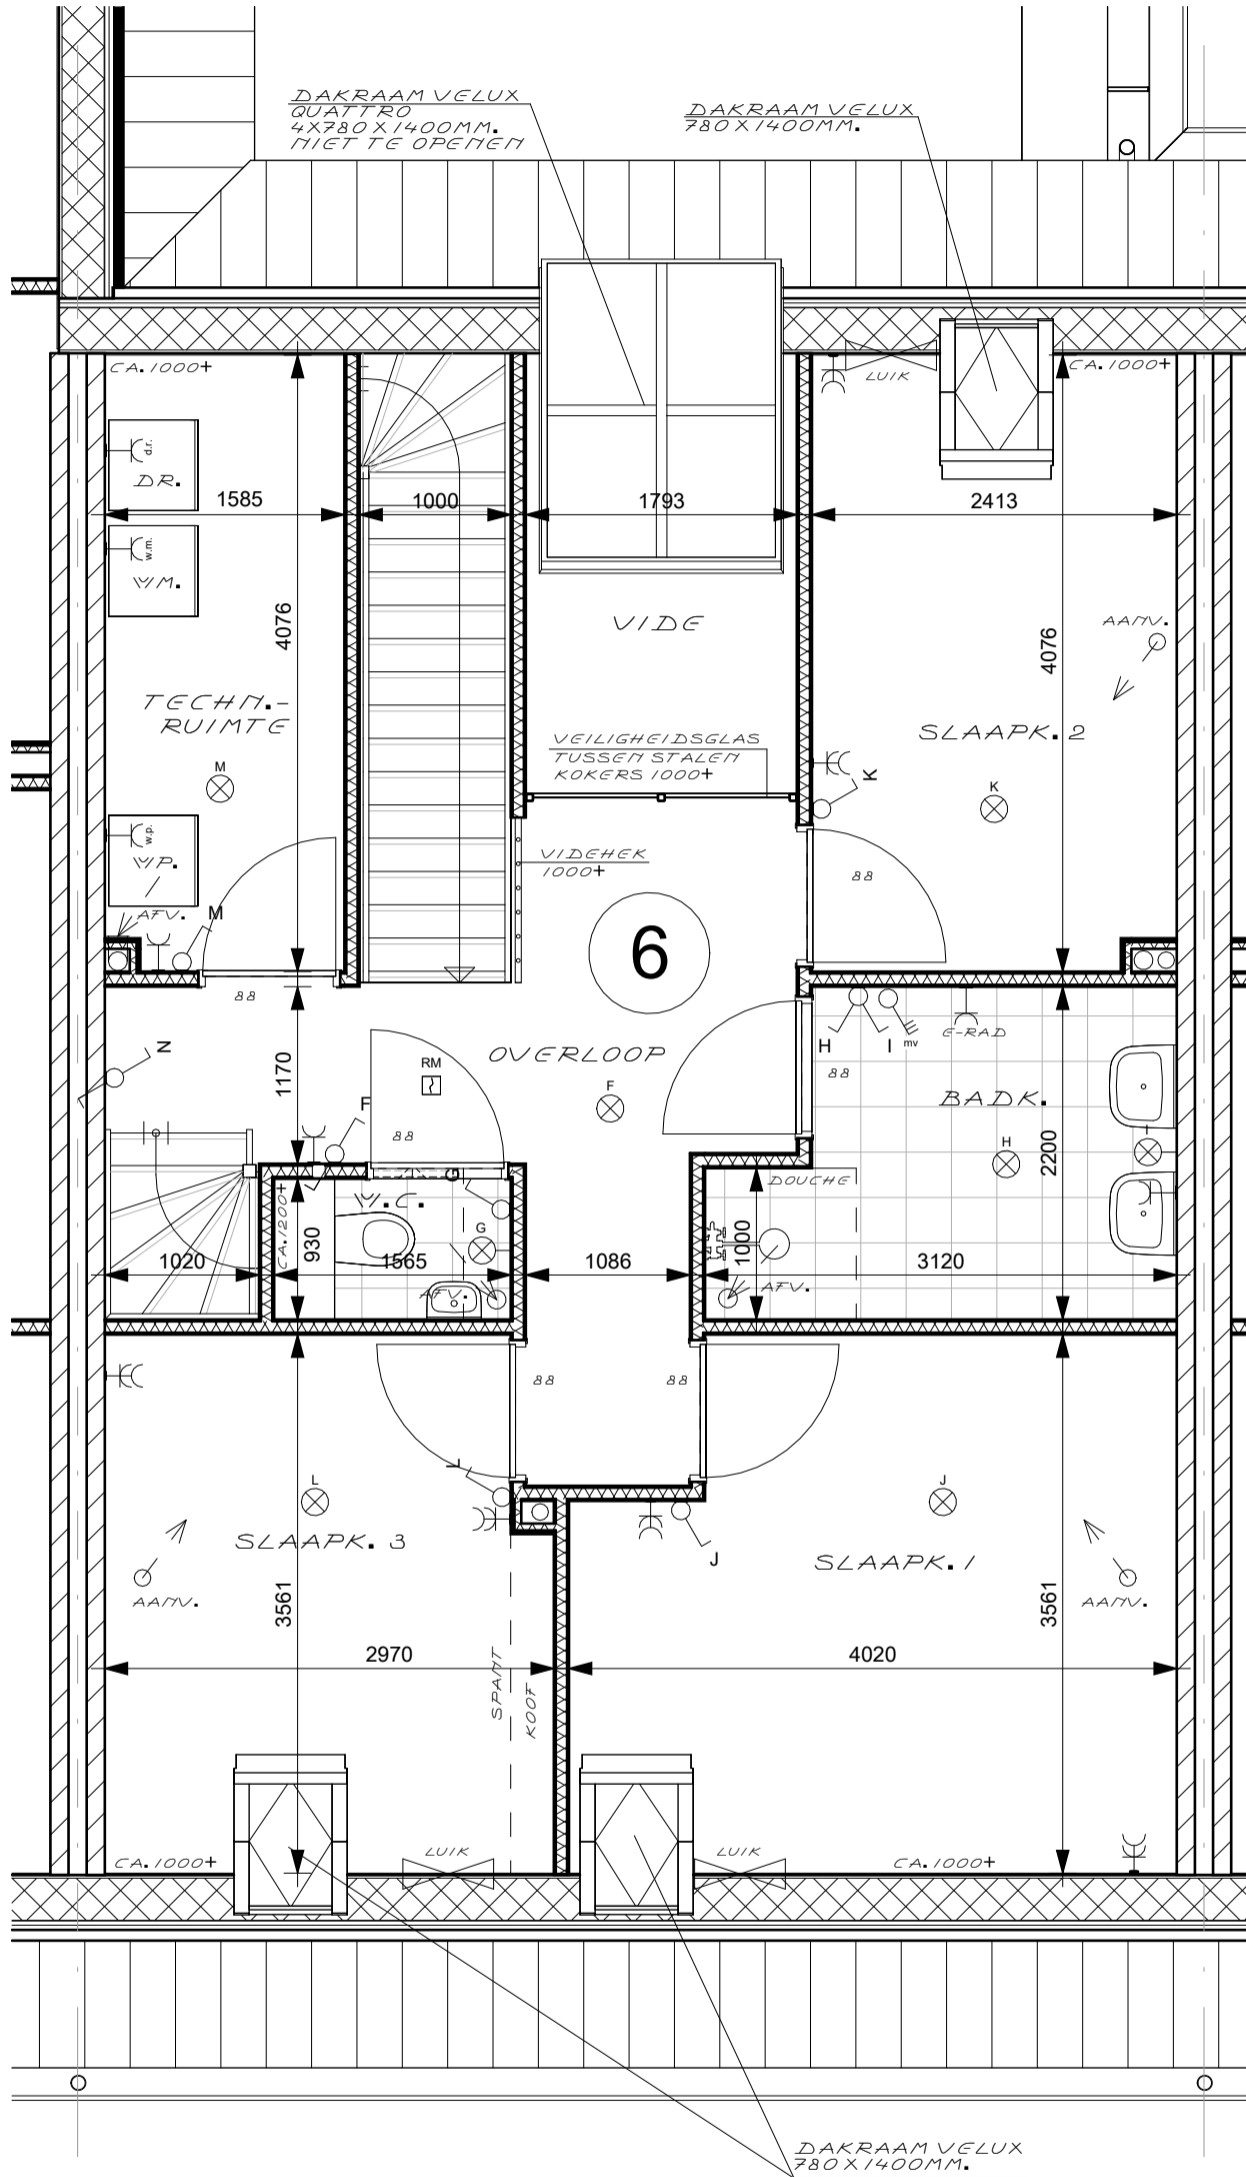 DAKRAAM VELUX
QUATTRO
4X780X1400MM.
NIET TE OPENEN
DAKRAAM VELUX
780X1400MM.
CA. 1000+
LUIK
CA. 1000+
d.r.
DR.
1585
1000
1793
2413
w.m.
WM.
4076
VIDE
4076
AANV.
TECHN.-
RUIMTE
SLAAPK. 2
VEILIGHEIDSGLAS
TUSSEN STALEN
KOKERS 1000+
M
K
K
w.p.
WP.
VIDEHEK
1000+
88
AFV.
M
6
88
H
I
mv
E-RAD
N
1170
RM
OVERLOOP
F
F
88
88
BADK.
H
I
2200
CA. 1200+
W.C.
G
G
DOUCHE
930
1000
1020
1565
1086
3120
AFV.
AFV.
88
88
L
L
J
SLAAPK. 3
J
SLAAPK. 1
AANV.
3561
3561
AANV.
2970
4020
SPANT
KOOF
CA. 1000+
LUIK
LUIK
CA. 1000+
DAKRAAM VELUX
780X1400MM.